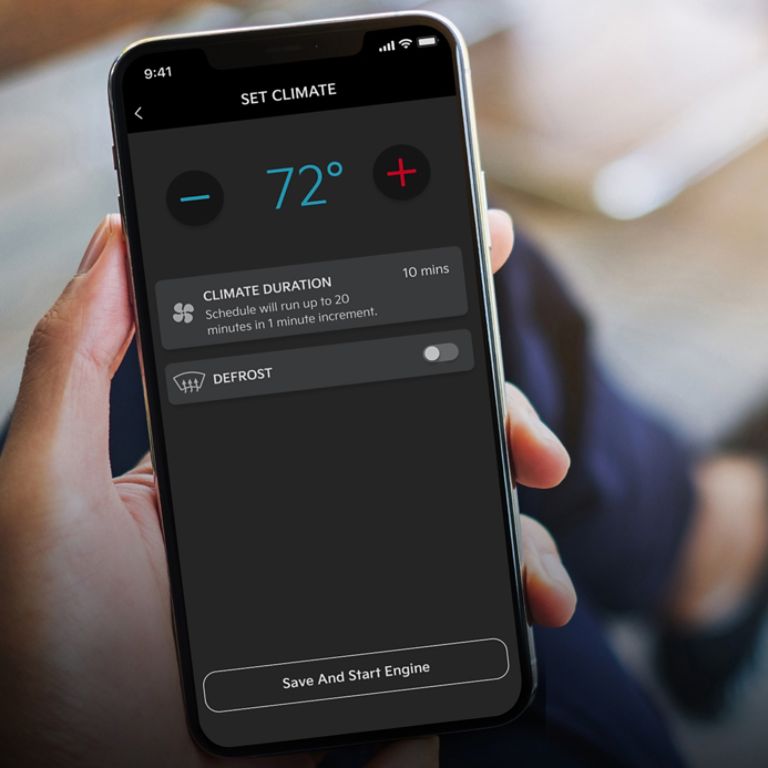 9:41
SET CLIMATE
72°
CLIMATE DURATION
10 mins
Schedule will run up to 20
minutes in 1 minute increment.
DEFROST
Save And Start Engine